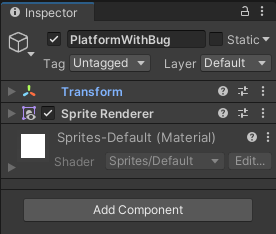 Inspector
PlatformWithBug Static
Tag Untagged Layer Default
Transform
Sprite Renderer
Sprites-Default (Material)
Shader Sprites/Default Edit...
Add Component